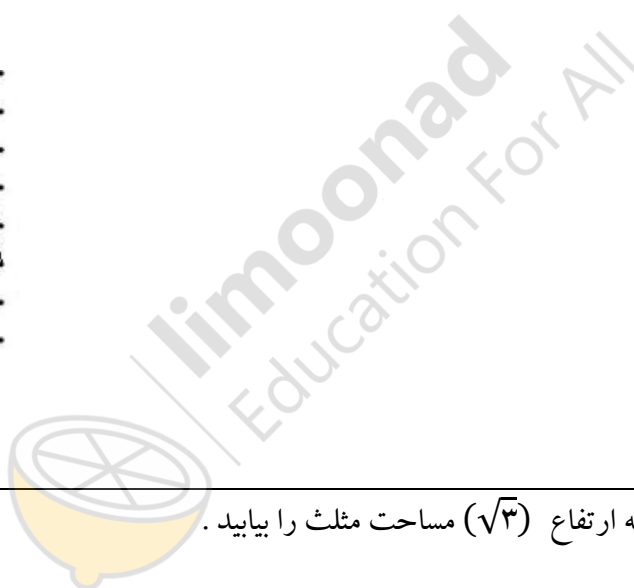 limoonad
Education For All
ه ارتفاع (√۳) مساحت مثلث را بیابید .